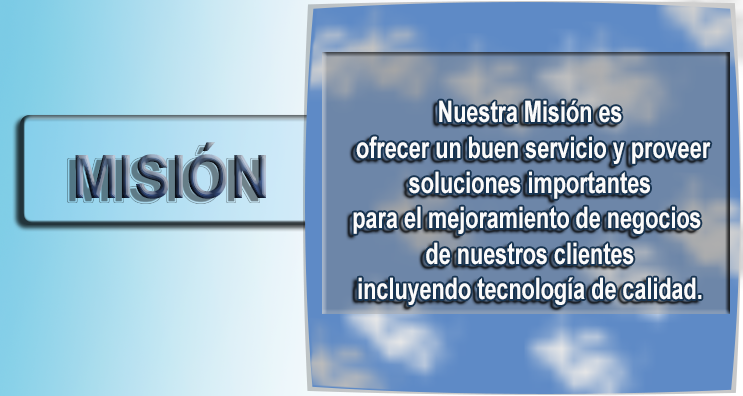 MISIÓN
Nuestra Misión es
ofrecer un buen servicio y proveer
soluciones importantes
para el mejoramiento de negocios
de nuestros clientes
incluyendo tecnología de calidad.